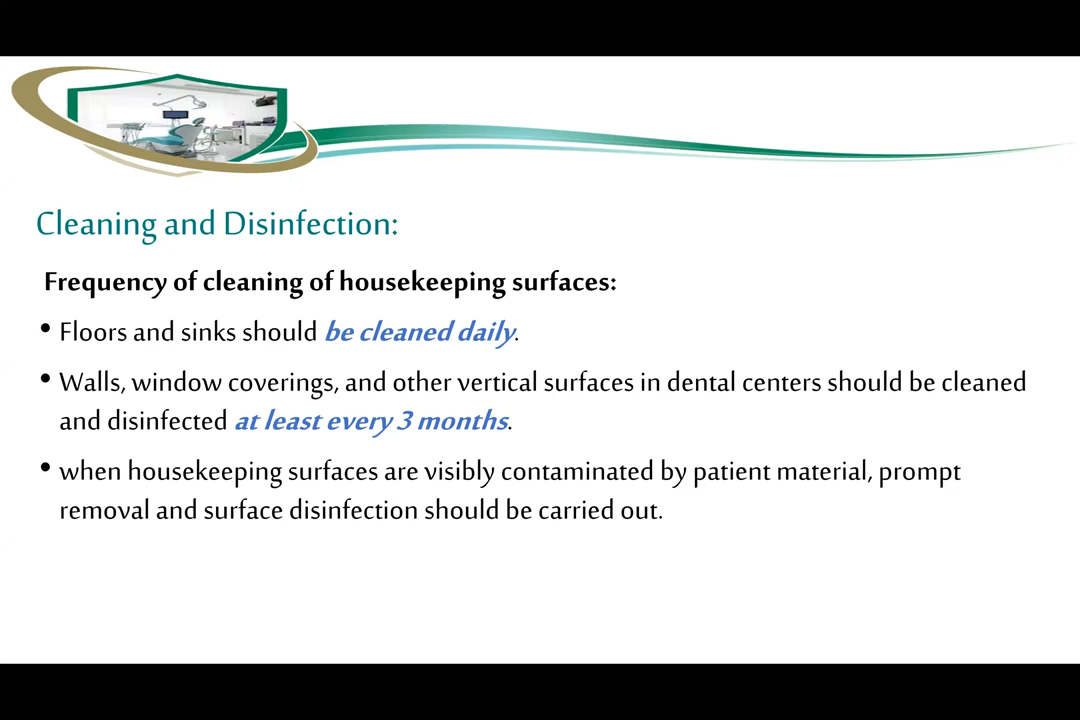 Cleaning and Disinfection:
Frequency of cleaning of housekeeping surfaces:
• Floors and sinks should be cleaned daily.
• Walls, window coverings, and other vertical surfaces in dental centers should be cleaned
and disinfected at least every 3 months.
• when housekeeping surfaces are visibly contaminated by patient material, prompt
removal and surface disinfection should be carried out.